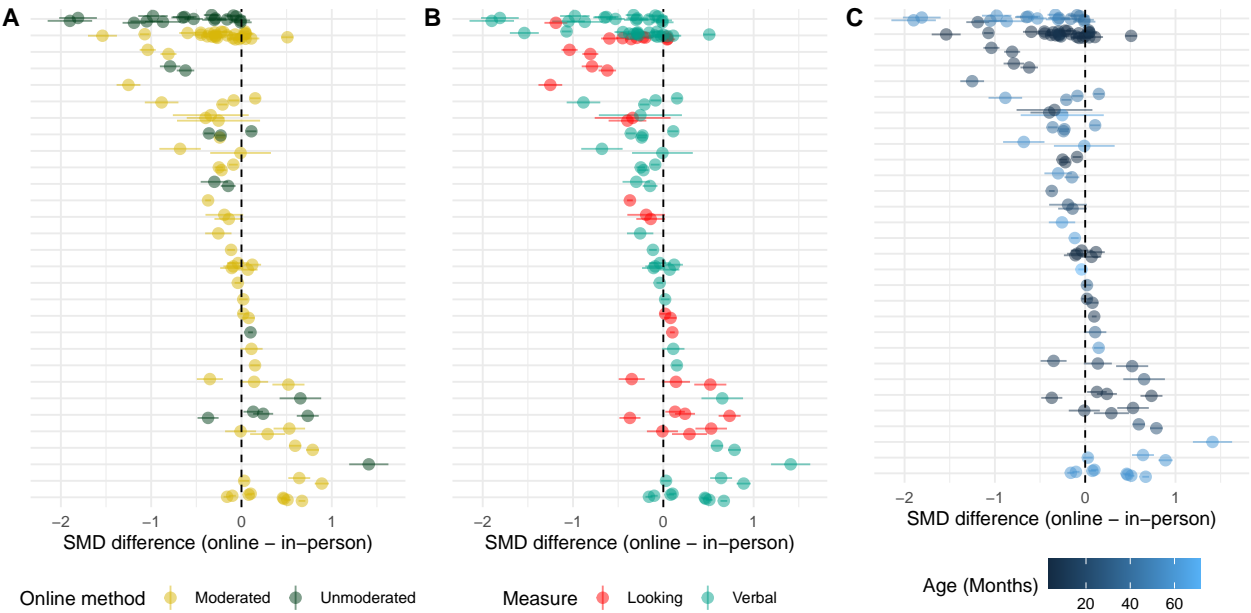 A
B
C
−2 −1 0 1
SMD difference (online − in−person)
−2 −1 0 1
SMD difference (online − in−person)
−2 −1 0 1
SMD difference (online − in−person)
Online method Moderated Unmoderated
Measure Looking Verbal
Age (Months)
20 40 60